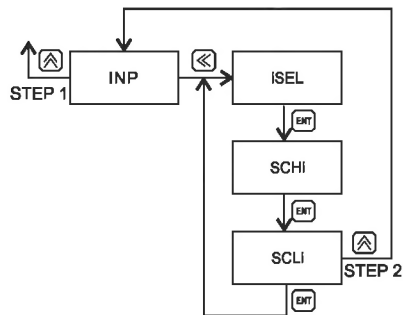 INP
STEP 1
iSEL
ENT
SCHi
ENT
SCLi
STEP 2
ENT